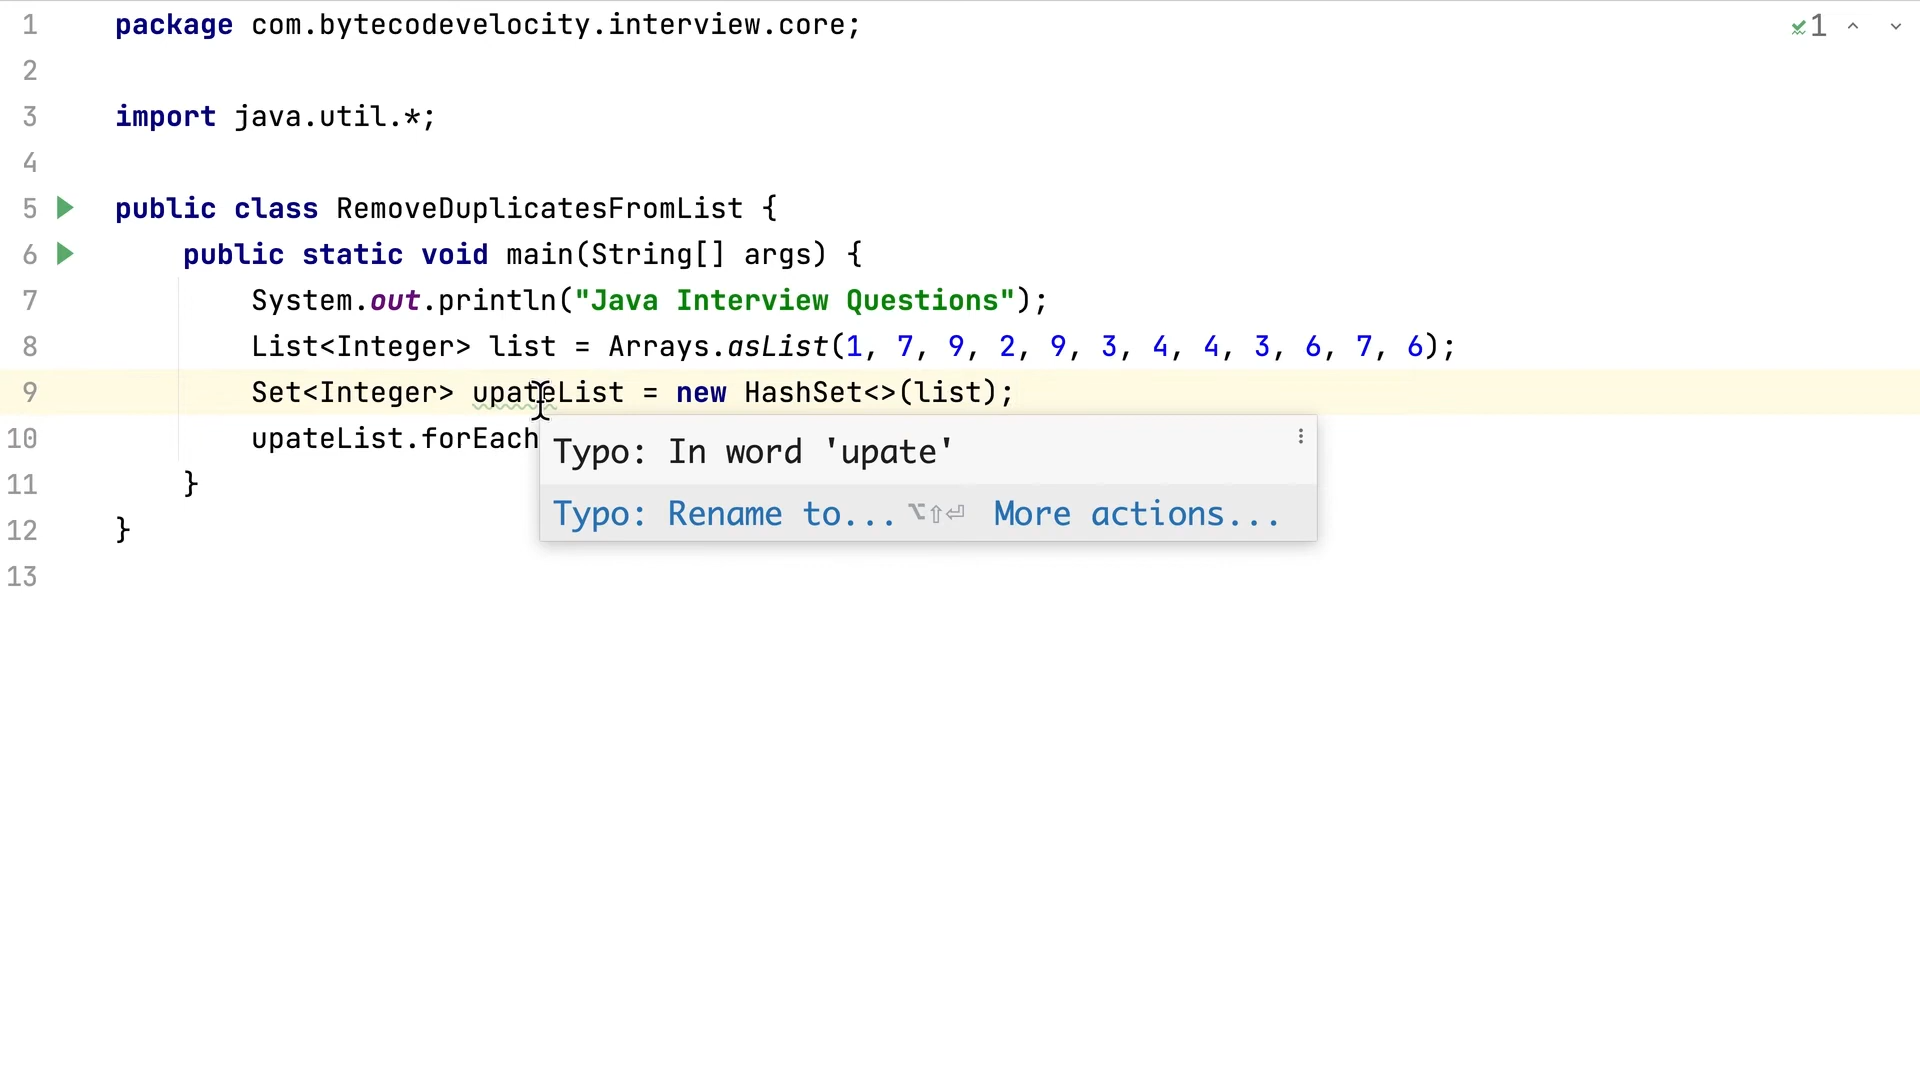 1 package com.bytecodevelocity.interview.core;
✓1
2
3 import java.util.*;
4
5 public class RemoveDuplicatesFromList {
6 public static void main(String[] args) {
7 System.out.println("Java Interview Questions");
8 List<Integer> list = Arrays.asList(1, 7, 9, 2, 9, 3, 4, 4, 3, 6, 7, 6);
9 Set<Integer> upateList = new HashSet<>(list);
10 upateList.forEach
Typo: In word 'upate'
Typo: Rename to... ⌥⇧⏎ More actions...
11 }
12 }
13